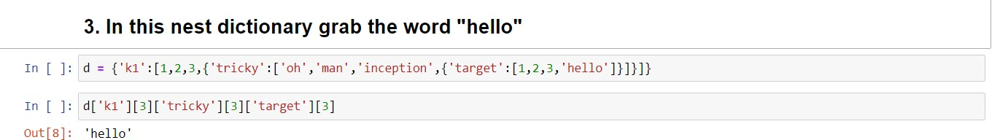 3. In this nest dictionary grab the word "hello"
In [ ]: d = {'k1':[1,2,3,{'tricky':['oh','man','inception',{'target':[1,2,3,'hello']}]}]}
In [ ]: d['k1'][3]['tricky'][3]['target'][3]
Out[8]: 'hello'